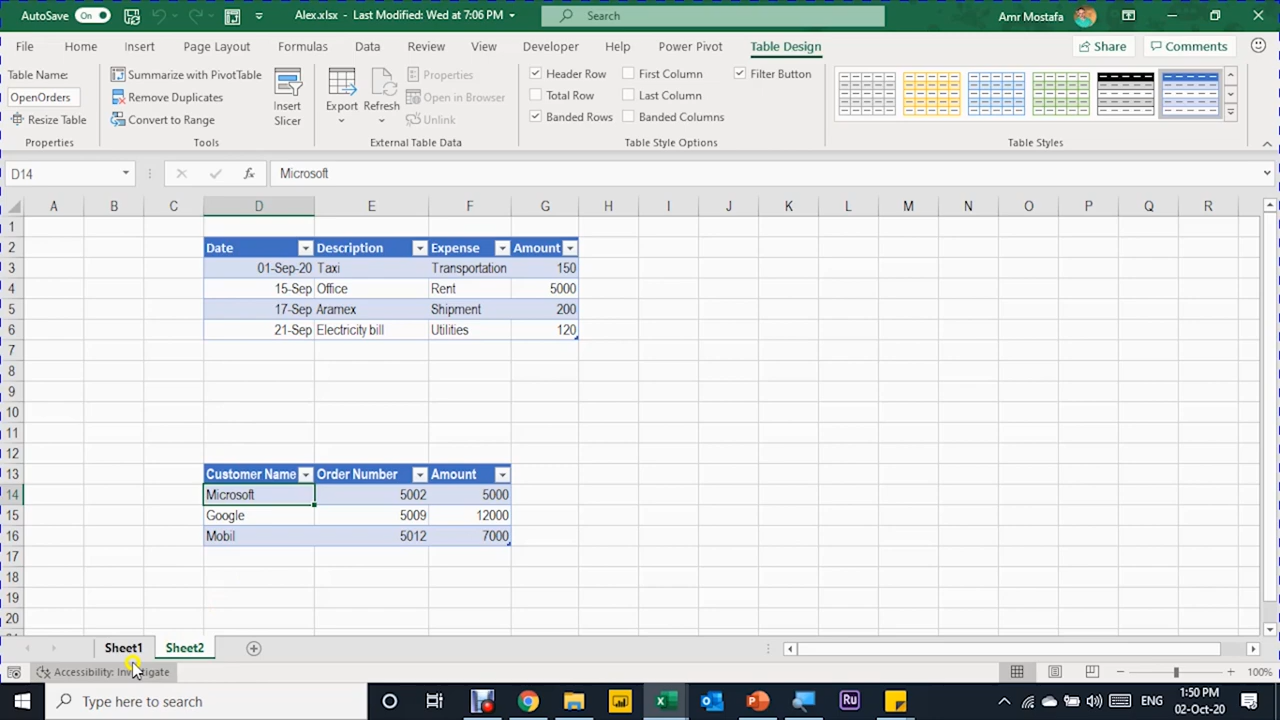 AutoSave On Alex.xlsx - Last Modified: Wed at 7:06 PM Search Amr Mostafa
File Home Insert Page Layout Formulas Data Review View Developer Help Power Pivot Table Design Share Comments
Table Name: Summarize with PivotTable Properties Header Row First Column Filter Button
OpenOrders Remove Duplicates Open in Browser Total Row Last Column
Resize Table Convert to Range Insert Slicer Export Refresh Unlink Banded Rows Banded Columns
Properties Tools External Table Data Table Style Options Table Styles
D14 fx Microsoft
A B C D E F G H I J K L M N O P Q R
1
2 Date Description Expense Amount
3 01-Sep-20 Taxi Transportation 150
4 15-Sep Office Rent 5000
5 17-Sep Aramex Shipment 200
6 21-Sep Electricity bill Utilities 120
7
8
9
10
11
12
13 Customer Name Order Number Amount
14 Microsoft 5002 5000
15 Google 5009 12000
16 Mobil 5012 7000
17
18
19
20
Sheet1 Sheet2
Accessibility: Investigate 100%
Type here to search Ru ENG 1:50 PM
02-Oct-20